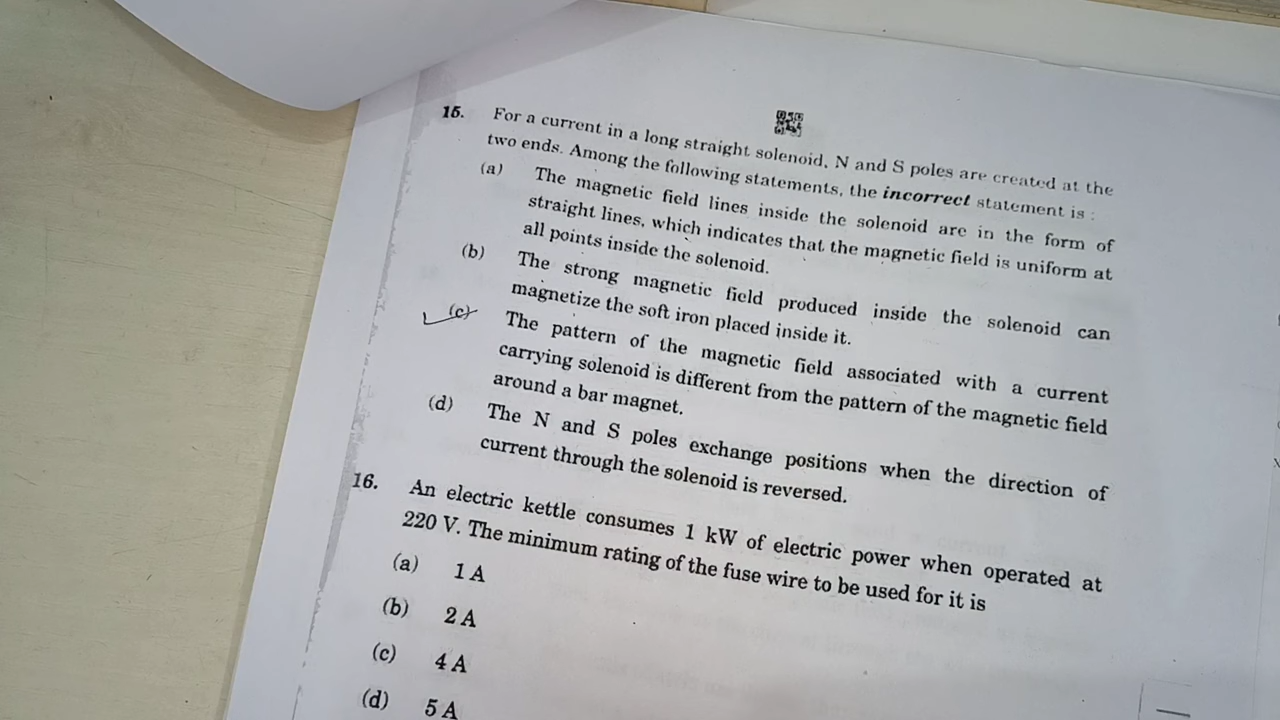 15. For a current in a long straight solenoid, N and S poles are created at the
two ends. Among the following statements, the incorrect statement is :
(a) The magnetic field lines inside the solenoid are in the form of
straight lines, which indicates that the magnetic field is uniform at
all points inside the solenoid.
(b) The strong magnetic field produced inside the solenoid can
magnetize the soft iron placed inside it.
(c) The pattern of the magnetic field associated with a current
carrying solenoid is different from the pattern of the magnetic field
around a bar magnet.
(d) The N and S poles exchange positions when the direction of
current through the solenoid is reversed.
16. An electric kettle consumes 1 kW of electric power when operated at
220 V. The minimum rating of the fuse wire to be used for it is
(a) 1 A
(b) 2 A
(c) 4 A
(d) 5 A